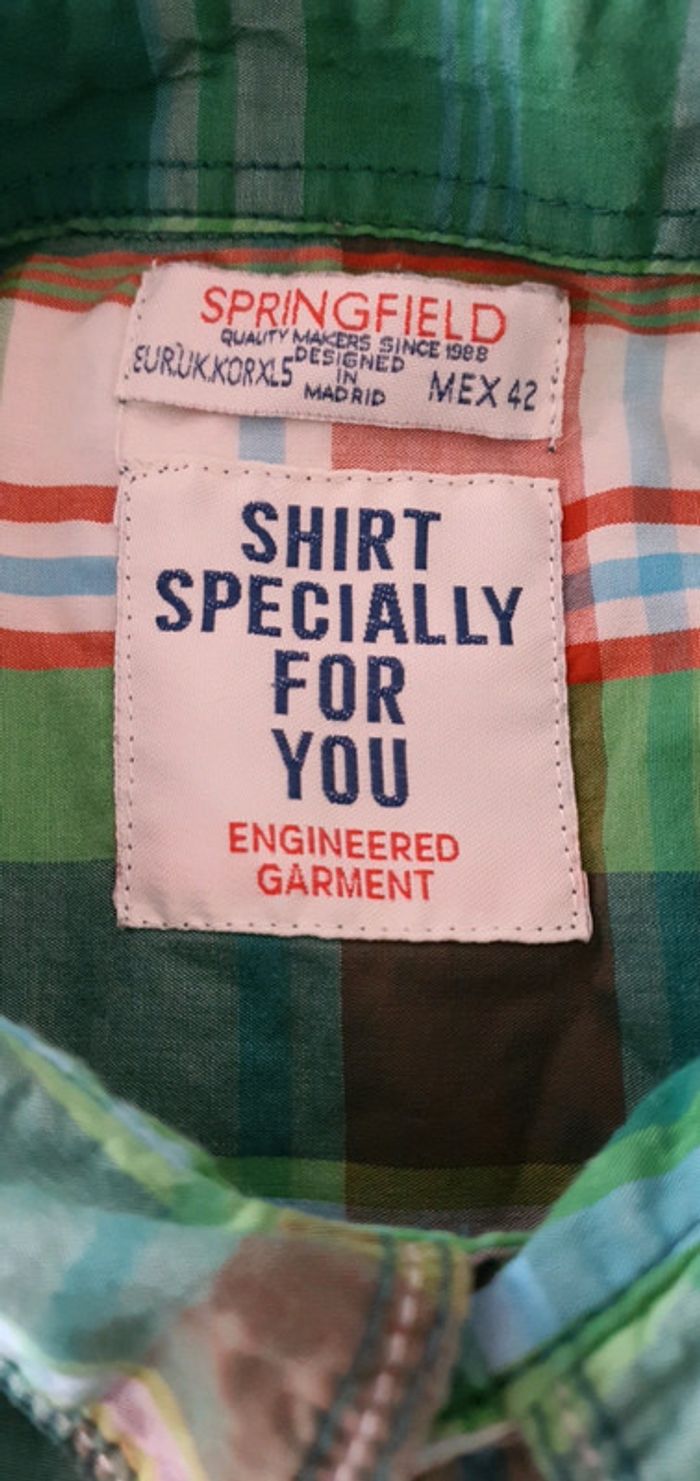 SPRINGFIELD
QUALITY MAKERS SINCE 1988
EUR.UK.KOR XL5 DESIGNED IN MADRID MEX 42
SHIRT
SPECIALLY
FOR
YOU
ENGINEERED
GARMENT